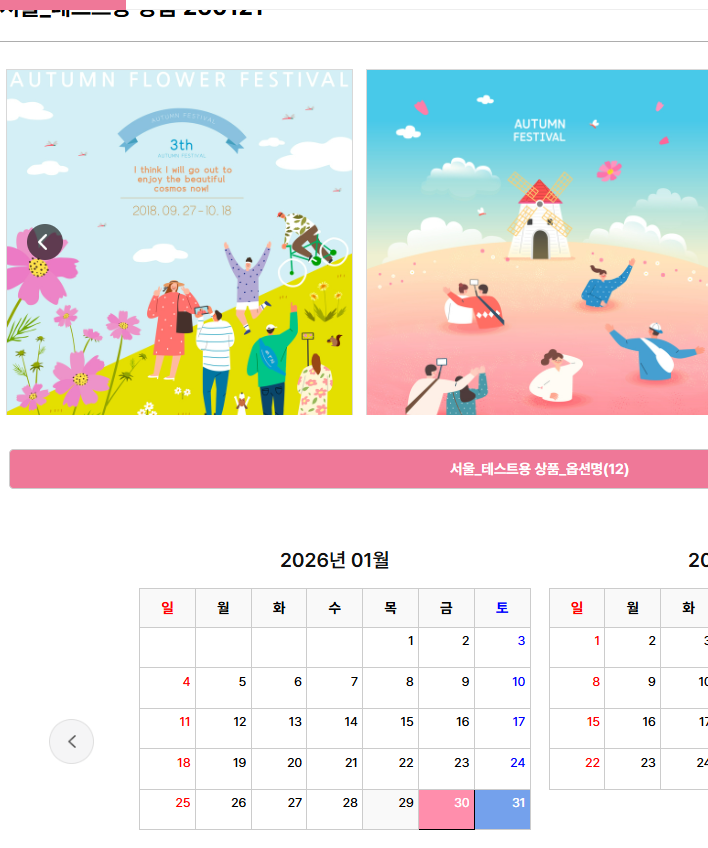 서울_테스트용 상품 260121
AUTUMN FLOWER FESTIVAL
AUTUMN FESTIVAL
3th
AUTUMN FESTIVAL
I think I will go out to
enjoy the beautiful
cosmos now!
2018. 09. 27 - 10. 18
AUTUMN
FESTIVAL
서울_테스트용 상품_옵션명(12)
2026년 01월
일 월 화 수 목 금 토
1 2 3
4 5 6 7 8 9 10
11 12 13 14 15 16 17
18 19 20 21 22 23 24
25 26 27 28 29 30 31
20
일 월 화
1 2
8 9 10
15 16 17
22 23 24